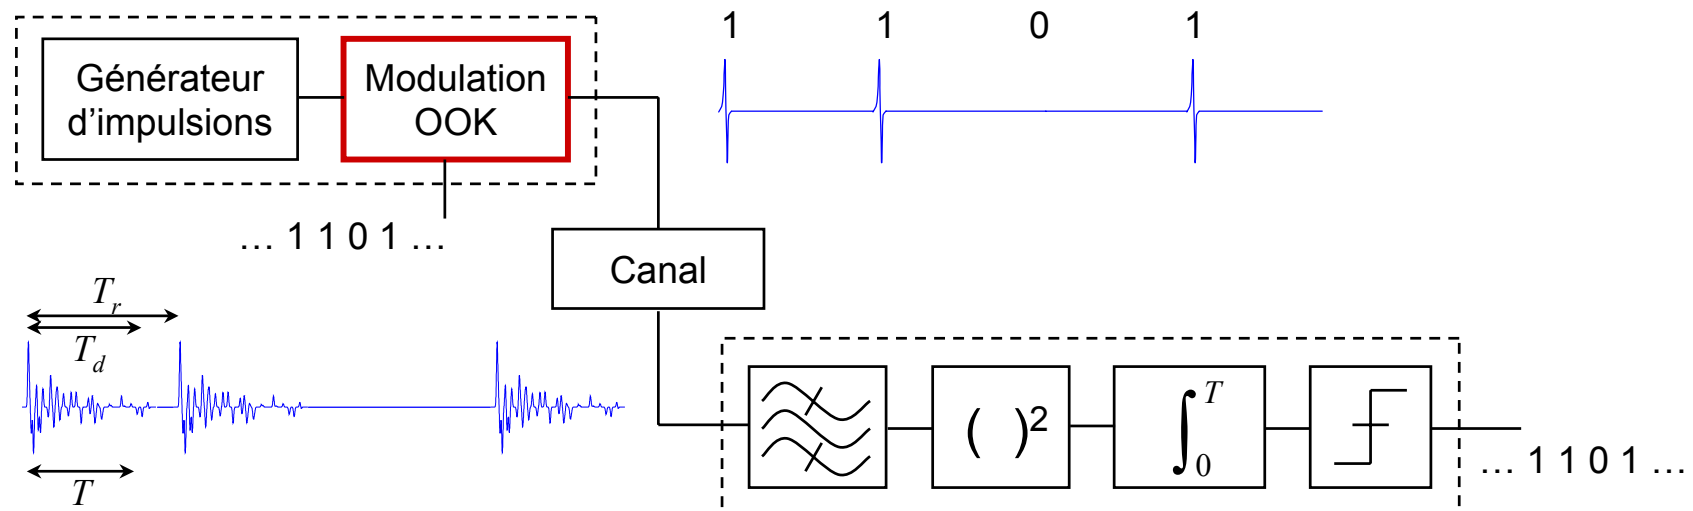 1 1 0 1
Générateur
d’impulsions
Modulation
OOK
… 1 1 0 1 …
Canal
T_r
T_d
T
( )²
∫₀ᵀ
… 1 1 0 1 …